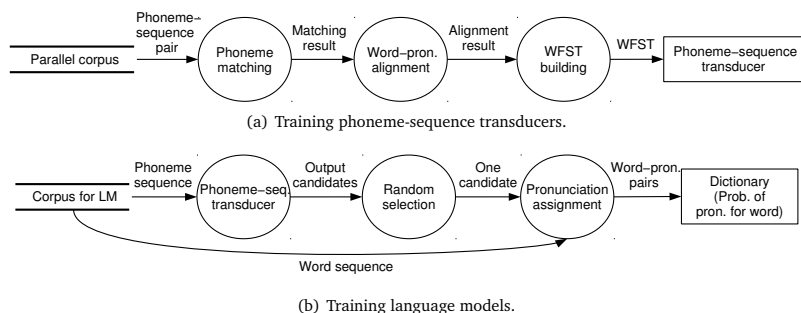 Phoneme-
sequence
pair
Parallel corpus
Phoneme
matching
Matching
result
Word-pron.
alignment
Alignment
result
WFST
building
WFST
Phoneme-sequence
transducer
(a) Training phoneme-sequence transducers.
Corpus for LM
Phoneme
sequence
Phoneme-seq.
transducer
Output
candidates
Random
selection
One
candidate
Pronunciation
assignment
Word-pron.
pairs
Dictionary
(Prob. of
pron. for word)
Word sequence
(b) Training language models.